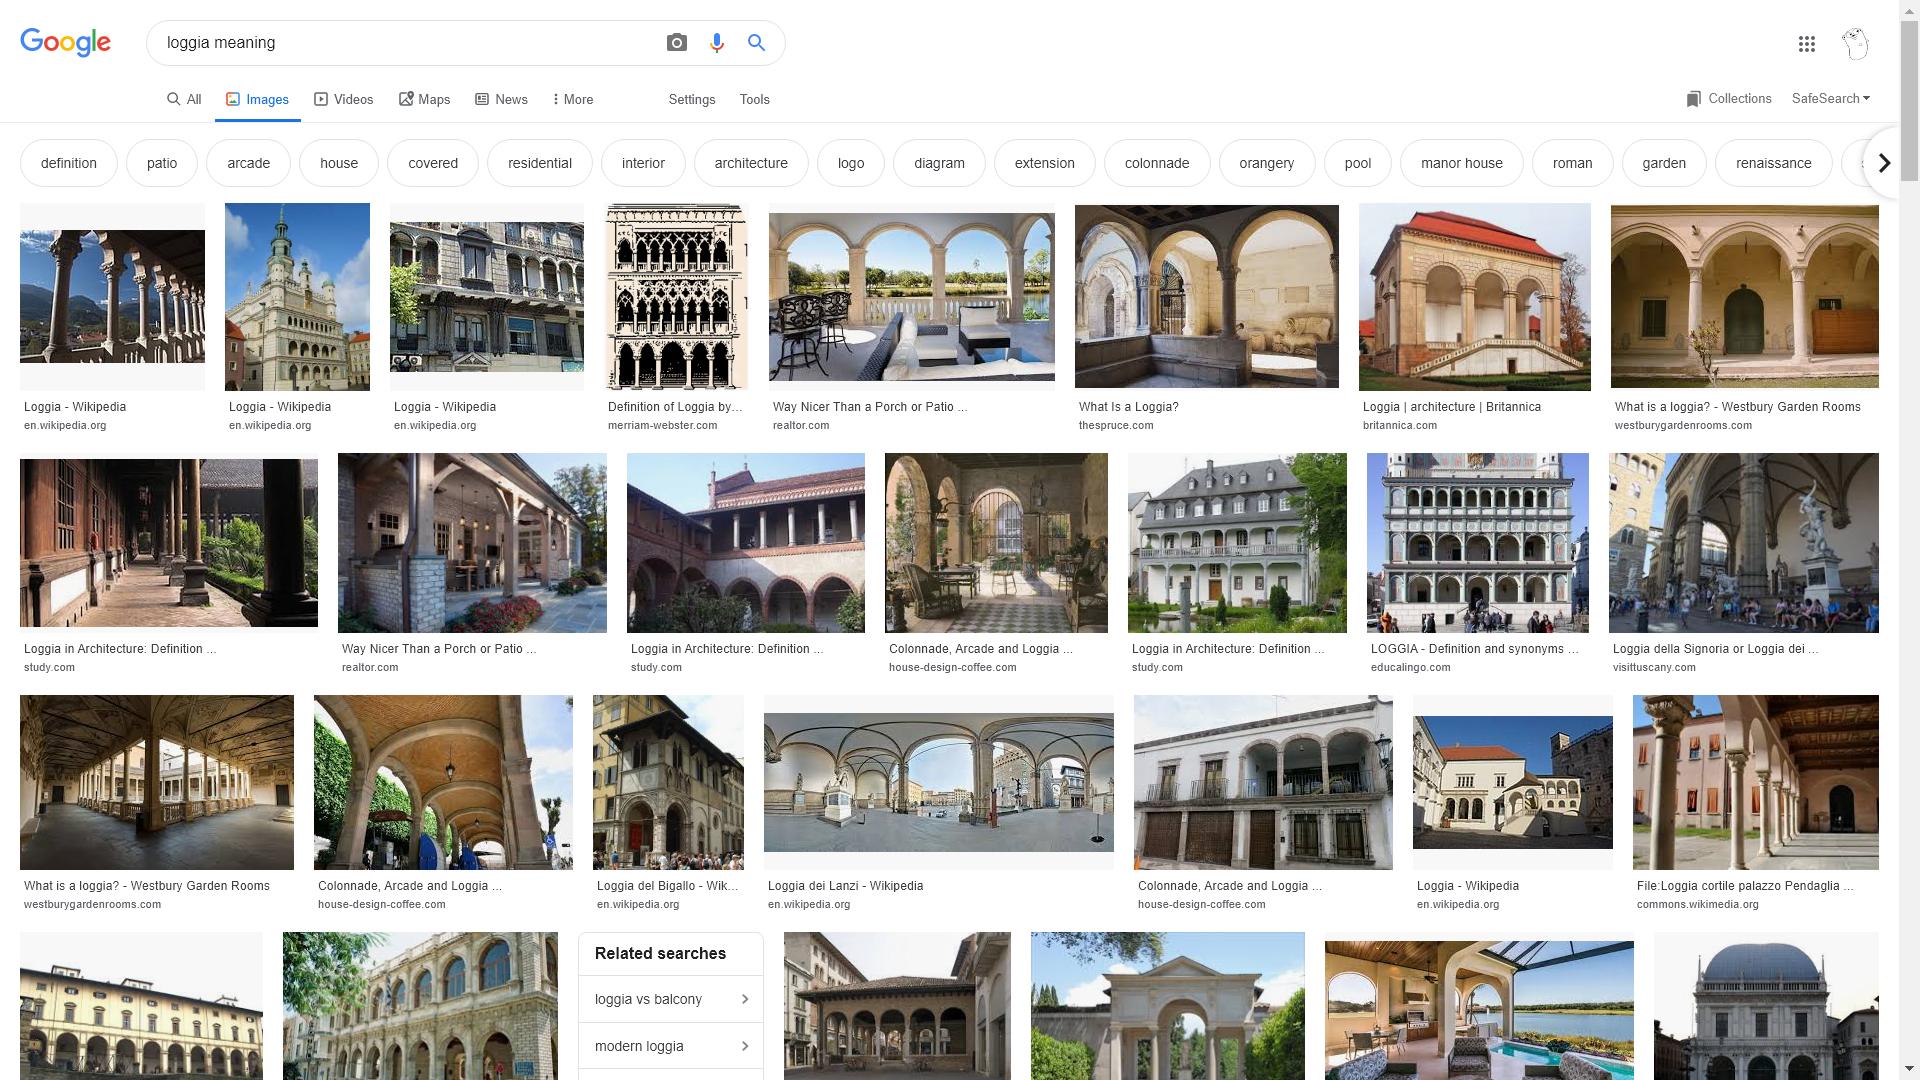 Google
loggia meaning
All
Images
Videos
Maps
News
More
Settings
Tools
Collections
SafeSearch
definition
patio
arcade
house
covered
residential
interior
architecture
logo
diagram
extension
colonnade
orangery
pool
manor house
roman
garden
renaissance
Loggia - Wikipedia
en.wikipedia.org
Loggia - Wikipedia
en.wikipedia.org
Loggia - Wikipedia
en.wikipedia.org
Definition of Loggia by...
merriam-webster.com
Way Nicer Than a Porch or Patio ...
realtor.com
What Is a Loggia?
thespruce.com
Loggia | architecture | Britannica
britannica.com
What is a loggia? - Westbury Garden Rooms
westburygardenrooms.com
Loggia in Architecture: Definition ...
study.com
Way Nicer Than a Porch or Patio ...
realtor.com
Loggia in Architecture: Definition ...
study.com
Colonnade, Arcade and Loggia ...
house-design-coffee.com
Loggia in Architecture: Definition ...
study.com
LOGGIA - Definition and synonyms ...
educalingo.com
Loggia della Signoria or Loggia dei ...
visittuscany.com
What is a loggia? - Westbury Garden Rooms
westburygardenrooms.com
Colonnade, Arcade and Loggia ...
house-design-coffee.com
Loggia del Bigallo - Wik...
en.wikipedia.org
Loggia dei Lanzi - Wikipedia
en.wikipedia.org
Colonnade, Arcade and Loggia ...
house-design-coffee.com
Loggia - Wikipedia
en.wikipedia.org
File:Loggia cortile palazzo Pendaglia ...
commons.wikimedia.org
Related searches
loggia vs balcony
modern loggia